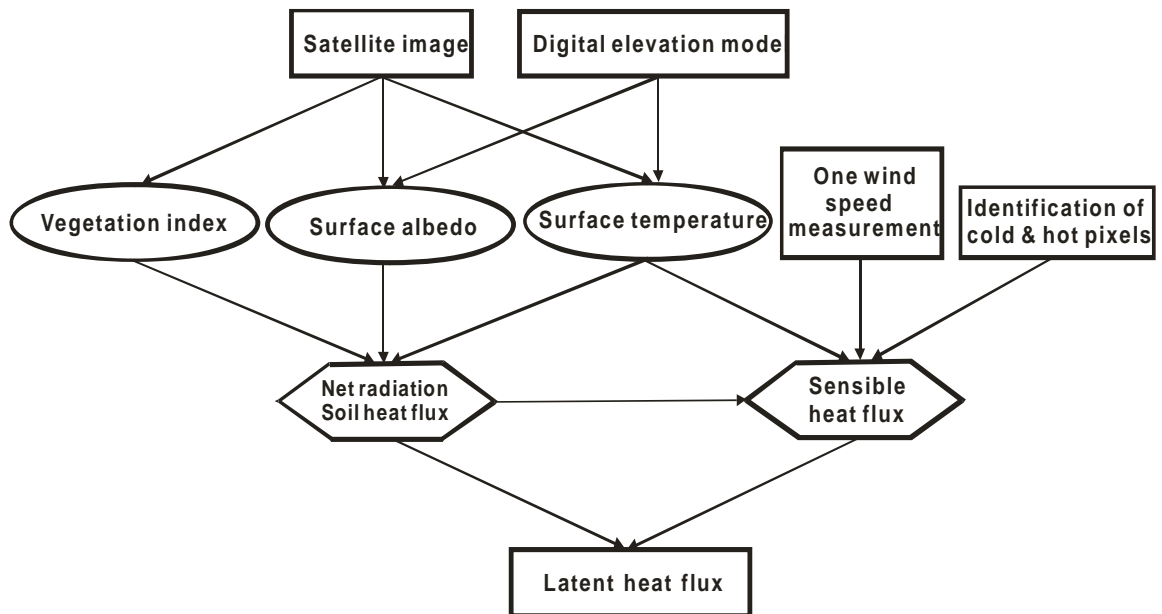 Satellite image
Digital elevation mode
Vegetation index
Surface albedo
Surface temperature
One wind
speed
measurement
Identification of
cold & hot pixels
Net radiation
Soil heat flux
Sensible
heat flux
Latent heat flux